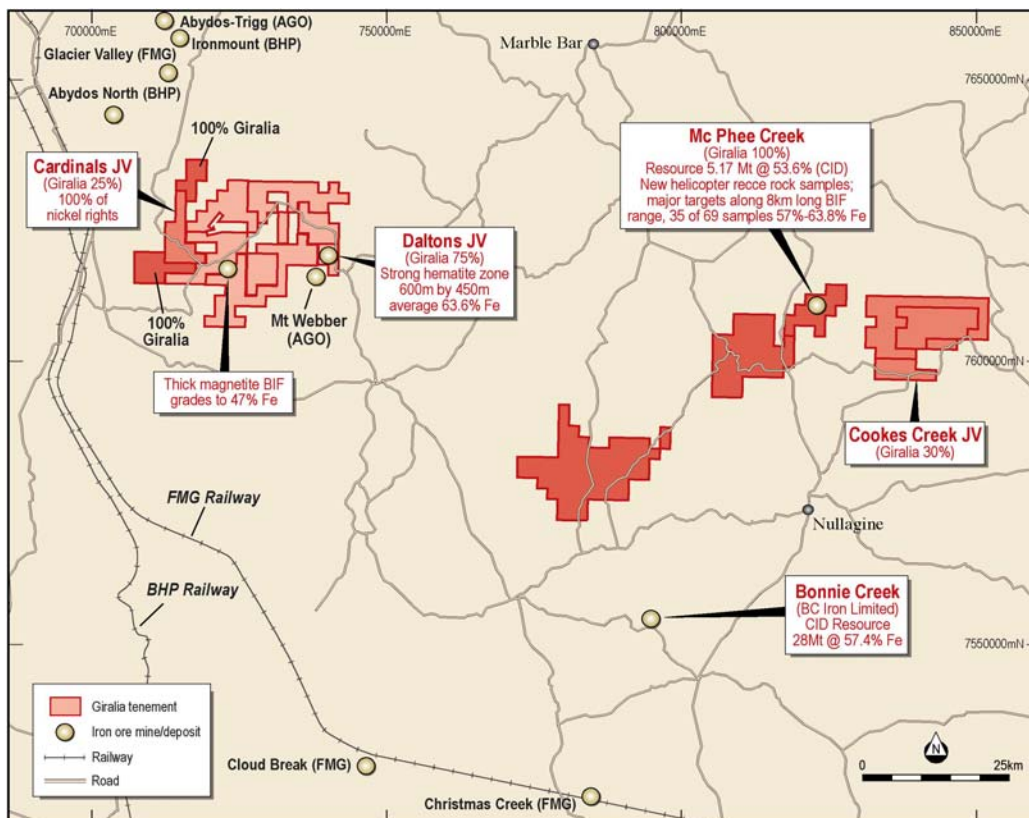 700000mE
750000mE
800000mE
850000mE
Abydos-Trigg (AGO)
Ironmount (BHP)
Glacier Valley (FMG)
Abydos North (BHP)
Marble Bar
7650000mN
100% Giralia
Cardinals JV
(Giralia 25%)
100% of
nickel rights
Mc Phee Creek
(Giralia 100%)
Resource 5.17 Mt @ 53.6% (CID)
New helicopter recce rock samples;
major targets along 8km long BIF
range, 35 of 69 samples 57%-63.8% Fe
Daltons JV
(Giralia 75%)
Strong hematite zone
600m by 450m
average 63.6% Fe
100%
Giralia
Mt Webber
(AGO)
Thick magnetite BIF
grades to 47% Fe
7600000mN
Cookes Creek JV
(Giralia 30%)
FMG Railway
Nullagine
BHP Railway
Bonnie Creek
(BC Iron Limited)
CID Resource
28Mt @ 57.4% Fe
7550000mN
Giralia tenement
Iron ore mine/deposit
Railway
Road
Cloud Break (FMG)
Christmas Creek (FMG)
N
0
25km